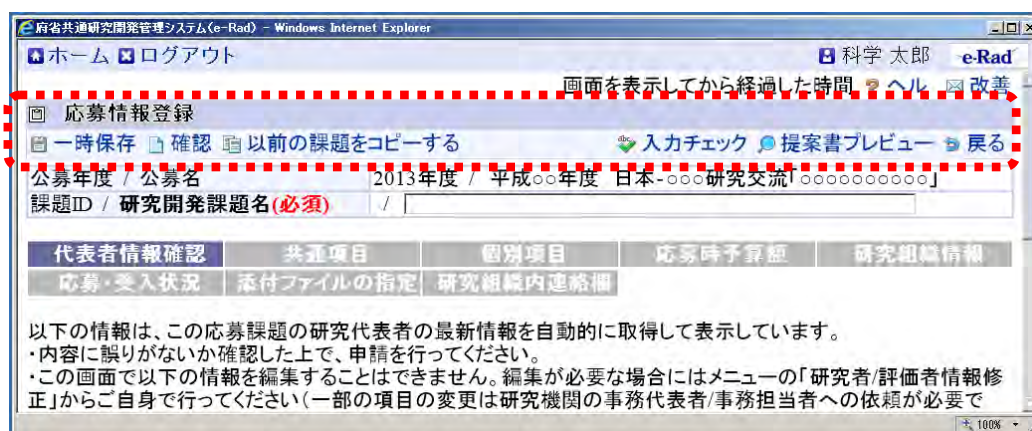 府省共通研究開発管理システム(e-Rad) - Windows Internet Explorer
ホーム ログアウト 科学 太郎 e-Rad
画面を表示してから経過した時間 ヘル 改善
応募情報登録
一時保存 確認 以前の課題をコピーする 入力チェック 提案書プレビュー 戻る
公募年度 / 公募名 2013年度 / 平成○○年度 日本-○○○研究交流「○○○○○○○○○○」
課題ID / 研究開発課題名(必須) /
代表者情報確認 共通項目 個別項目 応募時予算額 研究組織情報
応募・受入状況 添付ファイルの指定 研究組織内連絡欄
以下の情報は、この応募課題の研究代表者の最新情報を自動的に取得して表示しています。
・内容に誤りがないか確認した上で、申請を行ってください。
・この画面で以下の情報を編集することはできません。編集が必要な場合にはメニューの「研究者/評価者情報修
正」からご自身で行ってください(一部の項目の変更は研究機関の事務代表者/事務担当者への依頼が必要で
100%